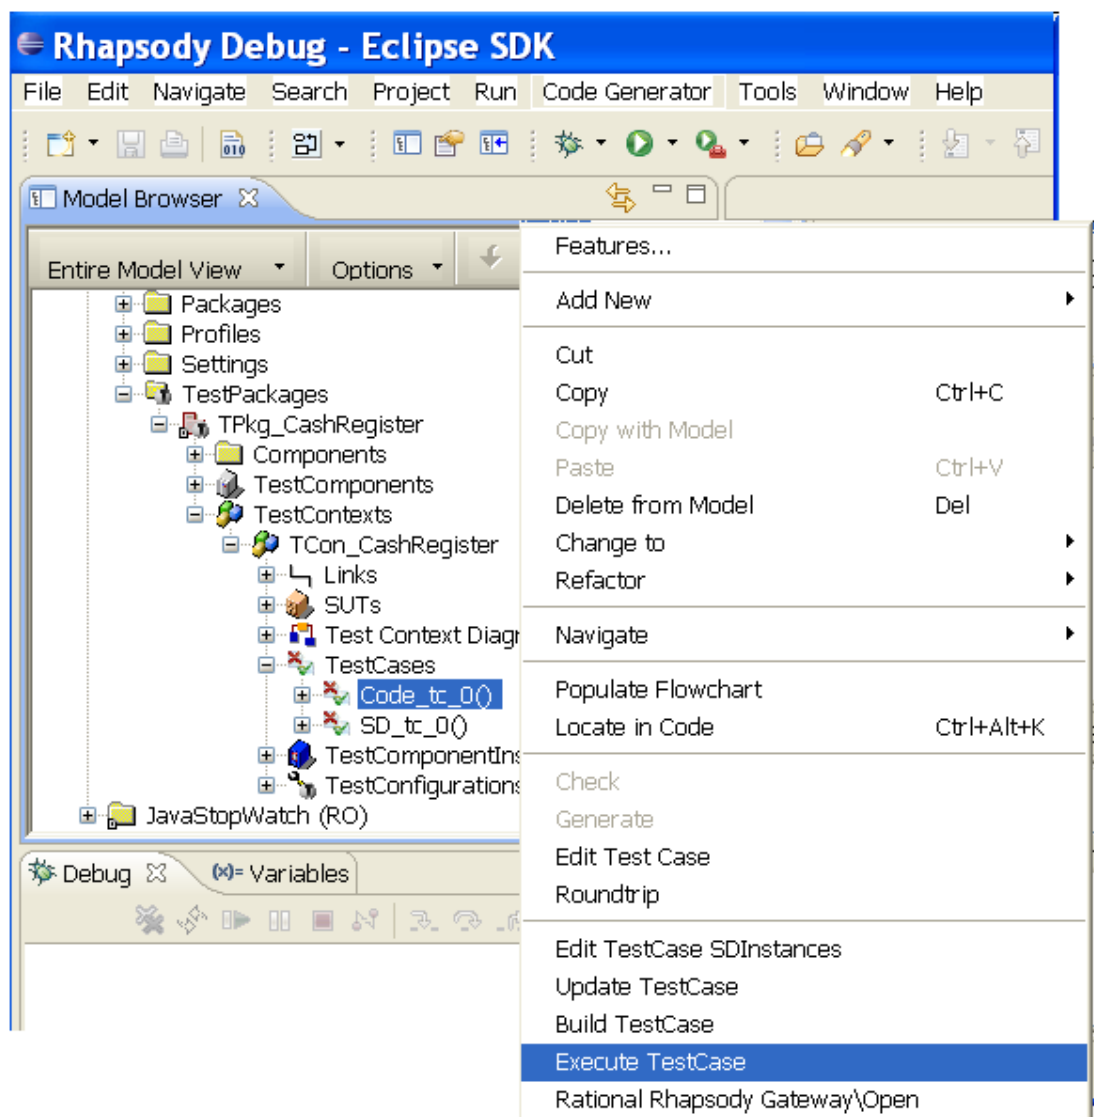 Rhapsody Debug - Eclipse SDK
File Edit Navigate Search Project Run Code Generator Tools Window Help
Model Browser
Entire Model View Options
Packages
Profiles
Settings
TestPackages
TPkg_CashRegister
Components
TestComponents
TestContexts
TCon_CashRegister
Links
SUTs
Test Context Diagr
TestCases
Code_tc_0()
SD_tc_0()
TestComponentIns
TestConfigurations
JavaStopWatch (RO)
Debug (x)= Variables
Features...
Add New
Cut
Copy Ctrl+C
Copy with Model
Paste Ctrl+V
Delete from Model Del
Change to
Refactor
Navigate
Populate Flowchart
Locate in Code Ctrl+Alt+K
Check
Generate
Edit Test Case
Roundtrip
Edit TestCase SDInstances
Update TestCase
Build TestCase
Execute TestCase
Rational Rhapsody Gateway\Open